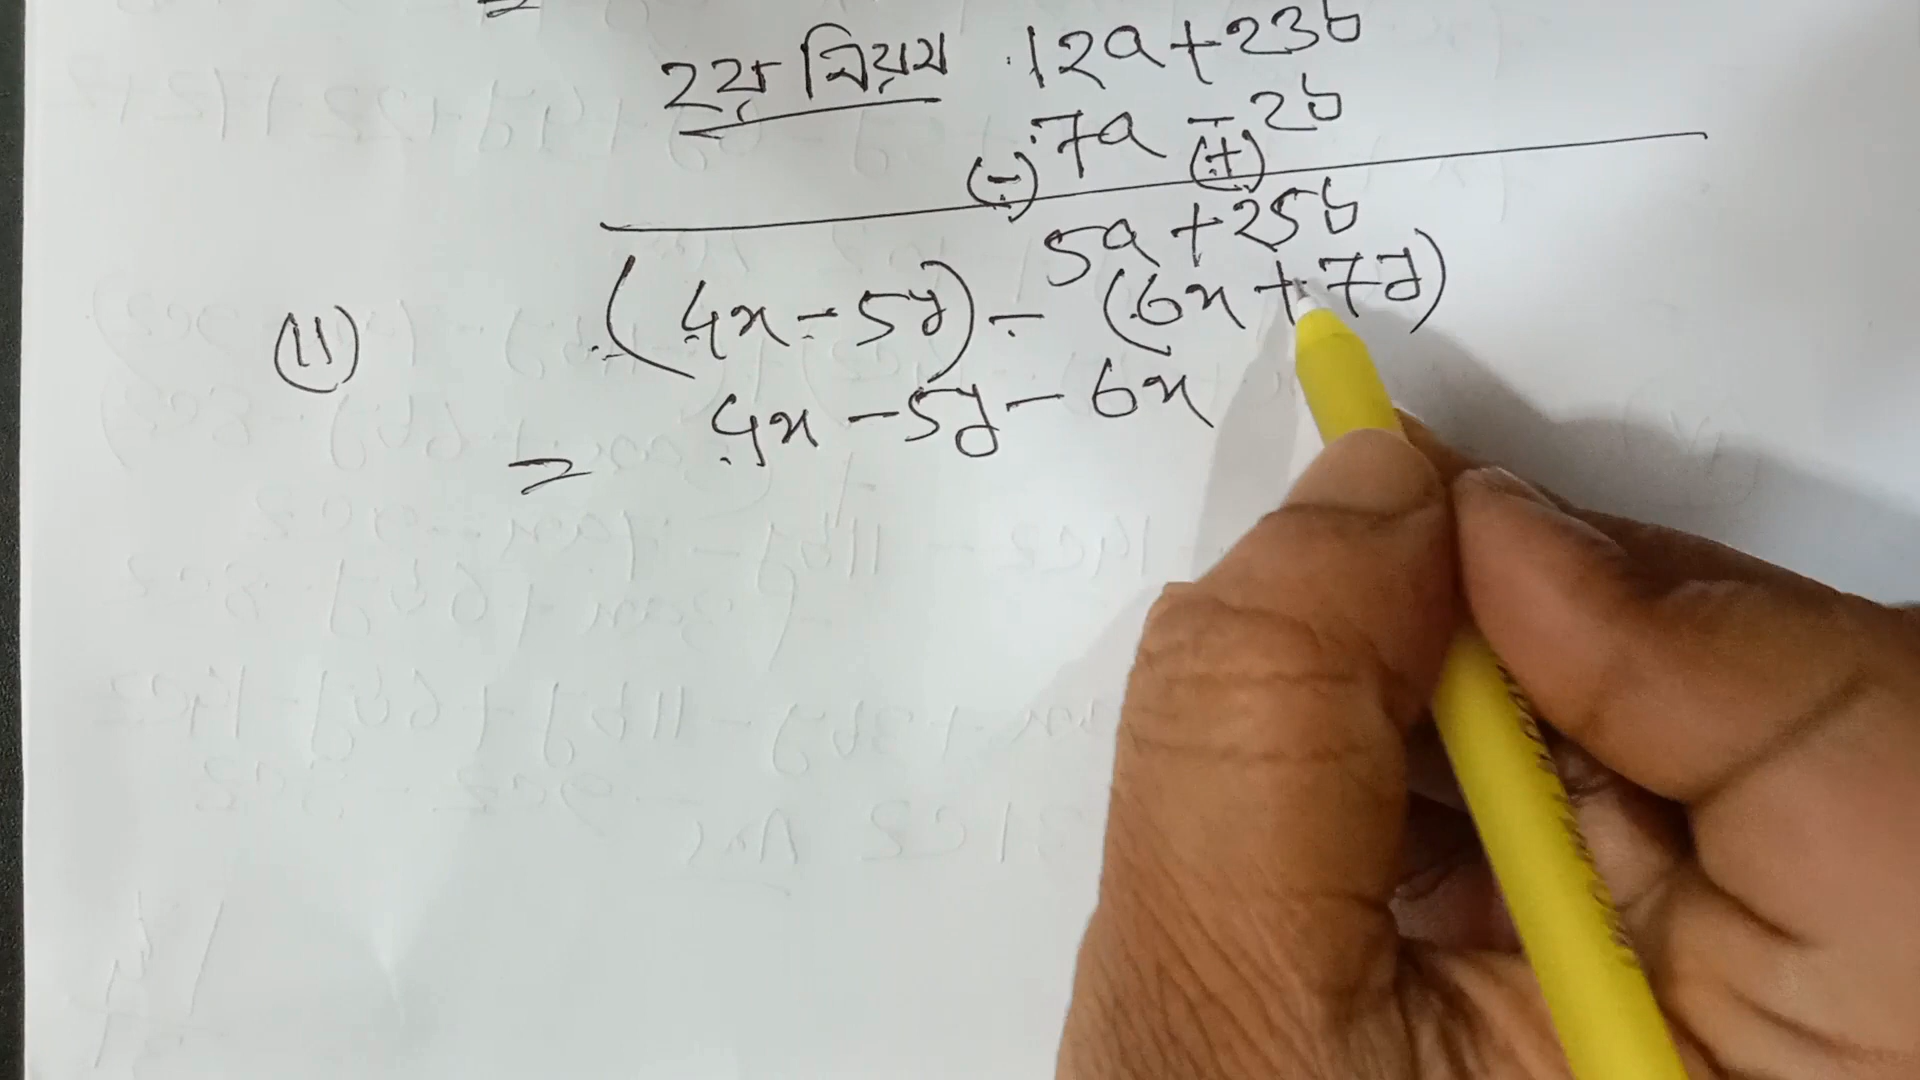 ২য় নিয়ম 12a+23b
7a - 2b
(-) (+)
5a+25b
(11) (4x-5y) - (6x+7y)
= 4x-5y-6x